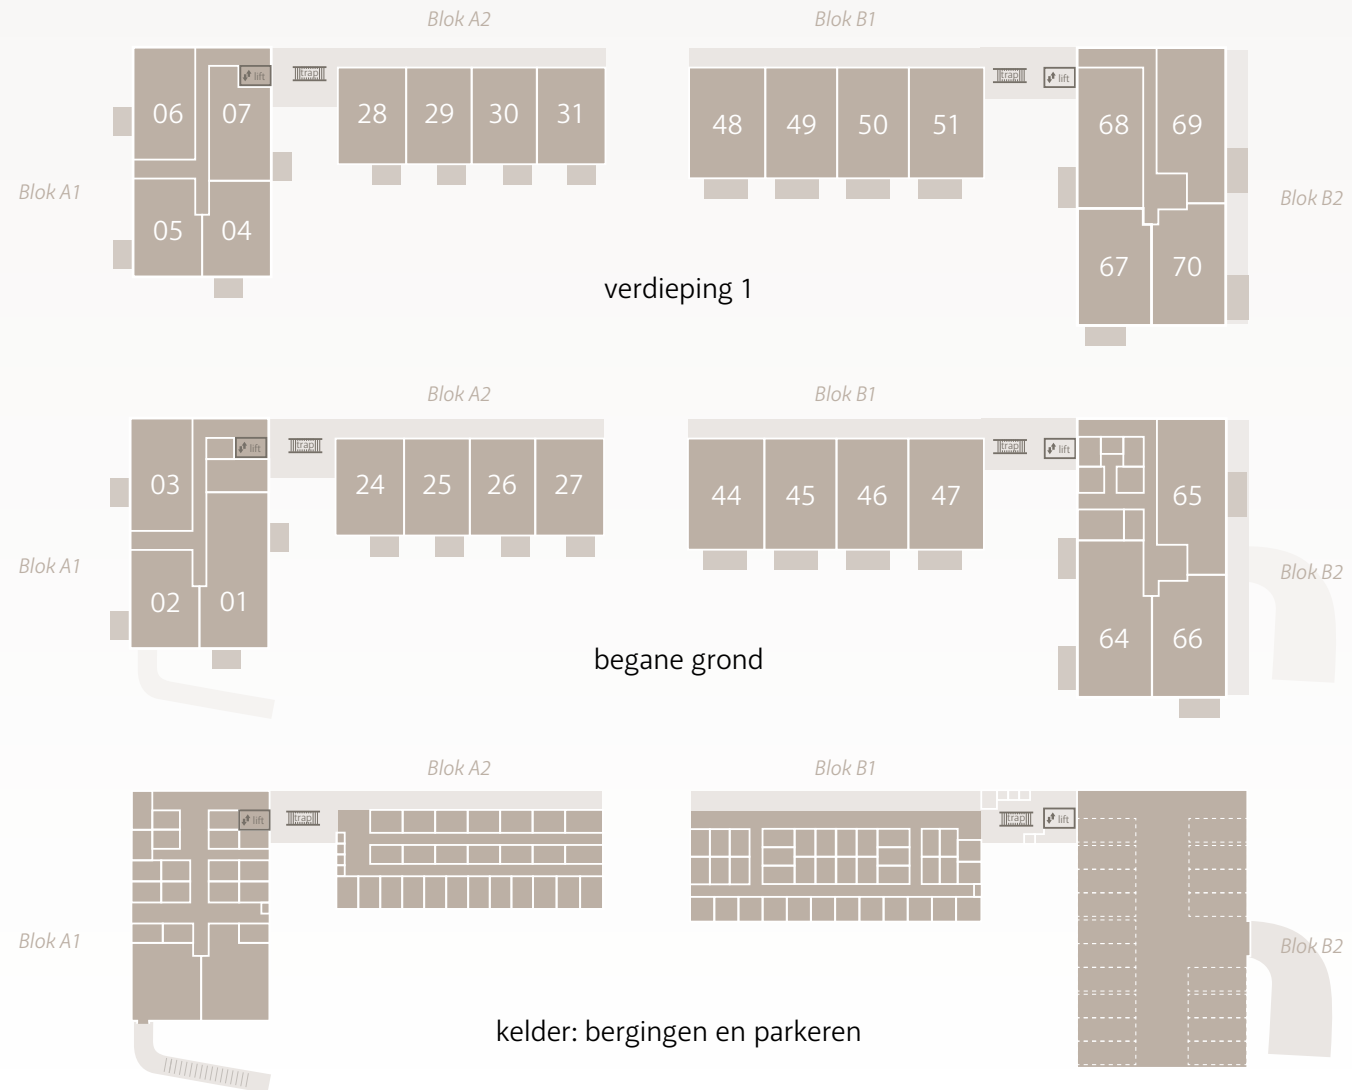 Blok A2 Blok B1
06 07 lift trap 28 29 30 31 48 49 50 51 trap lift 68 69
Blok A1 Blok B2
05 04 67 70
verdieping 1
Blok A2 Blok B1
03 lift trap 24 25 26 27 44 45 46 47 trap lift 65
Blok A1 Blok B2
02 01 64 66
begane grond
Blok A2 Blok B1
lift trap trap lift
Blok A1 Blok B2
kelder: bergingen en parkeren